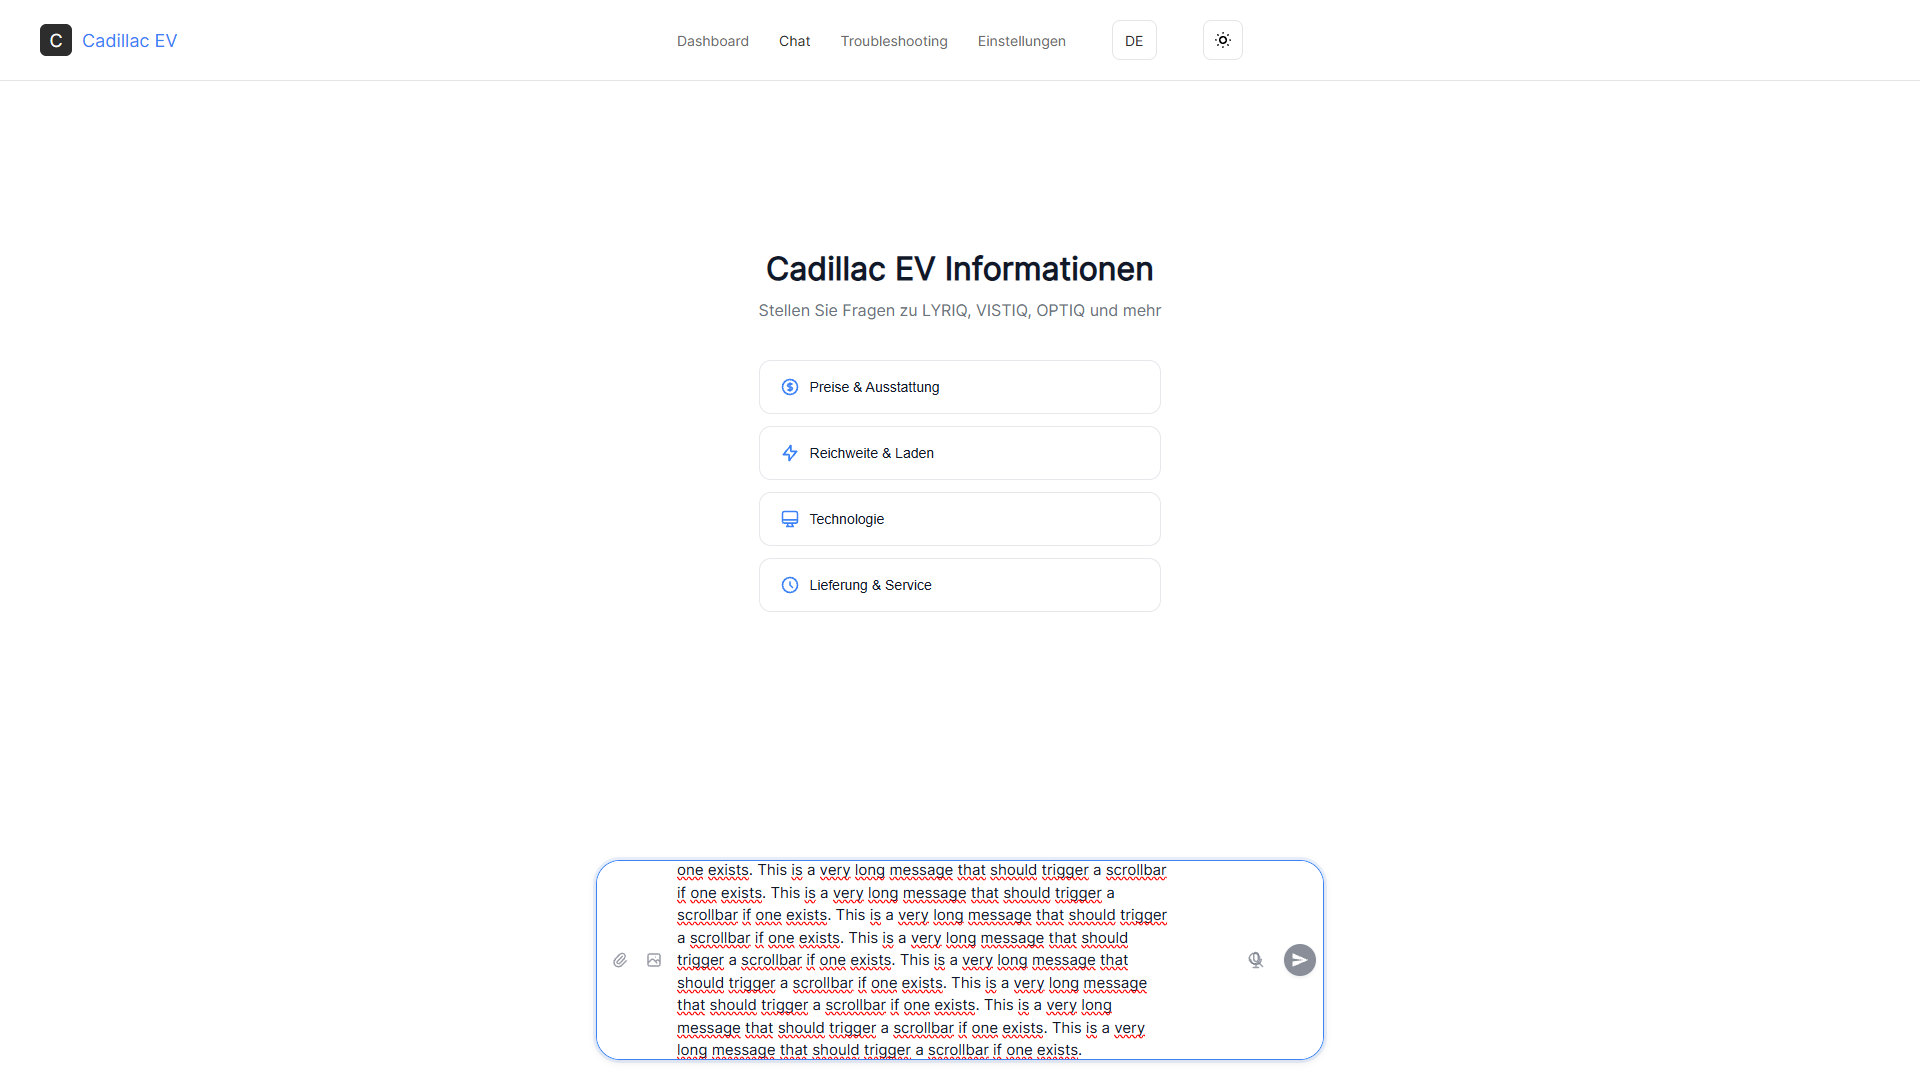 C Cadillac EV
Dashboard Chat Troubleshooting Einstellungen DE
Cadillac EV Informationen
Stellen Sie Fragen zu LYRIQ, VISTIQ, OPTIQ und mehr
Preise & Ausstattung
Reichweite & Laden
Technologie
Lieferung & Service
one exists. This is a very long message that should trigger a scrollbar
if one exists. This is a very long message that should trigger a
scrollbar if one exists. This is a very long message that should trigger
a scrollbar if one exists. This is a very long message that should
trigger a scrollbar if one exists. This is a very long message that
should trigger a scrollbar if one exists. This is a very long message
that should trigger a scrollbar if one exists. This is a very long
message that should trigger a scrollbar if one exists. This is a very
long message that should trigger a scrollbar if one exists.